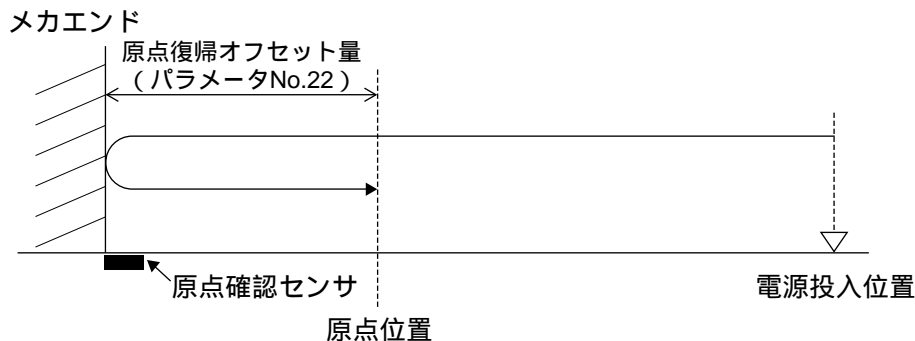 メカエンド
原点復帰オフセット量
（パラメータNo.22）
原点確認センサ
電源投入位置
原点位置